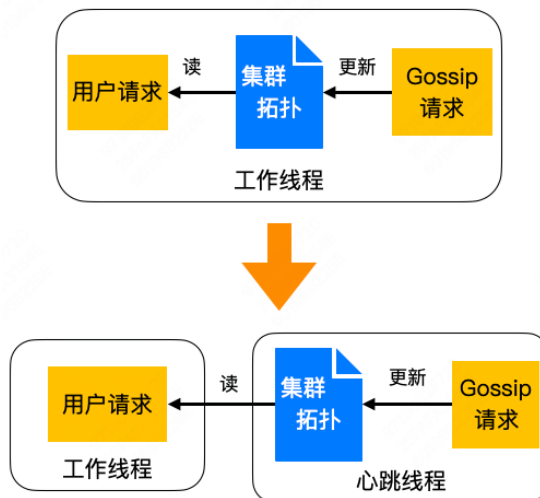 用户请求
读
集群
拓扑
更新
Gossip
请求
工作线程
用户请求
读
集群
拓扑
更新
Gossip
请求
工作线程
心跳线程